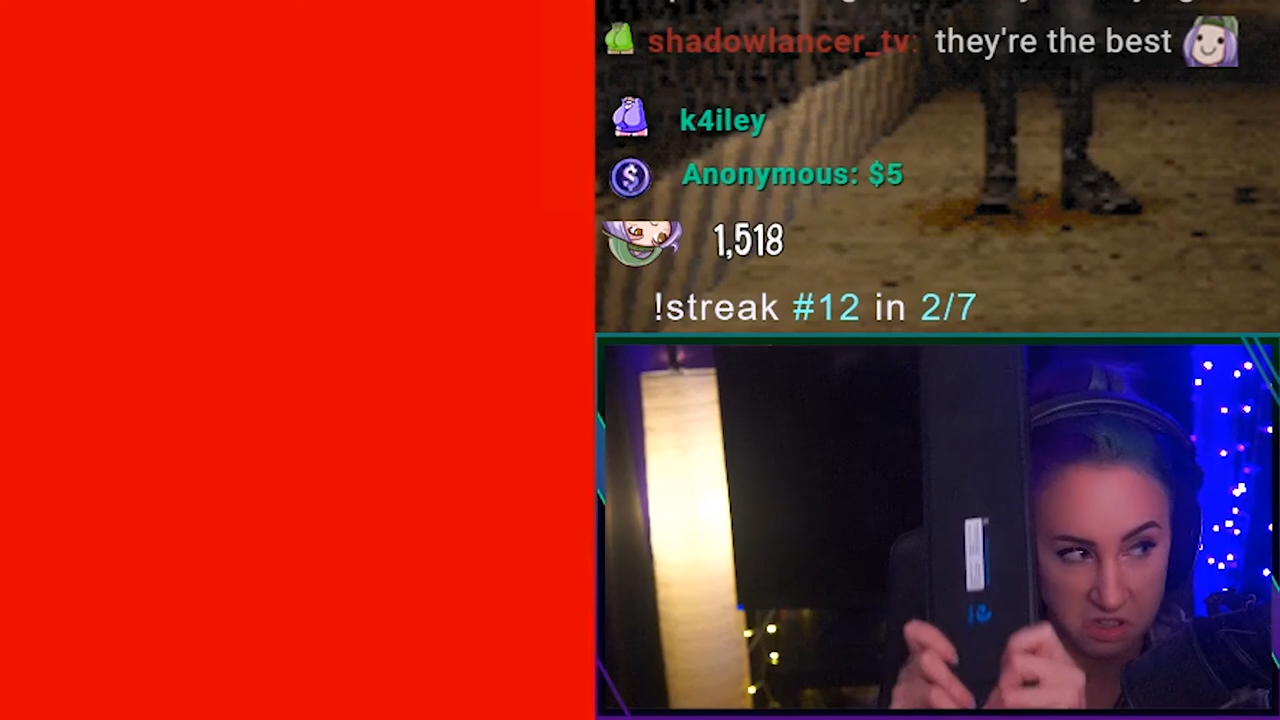 shadowlancer_tv: they're the best
k4iley
Anonymous: $5
1,518
!streak #12 in 2/7